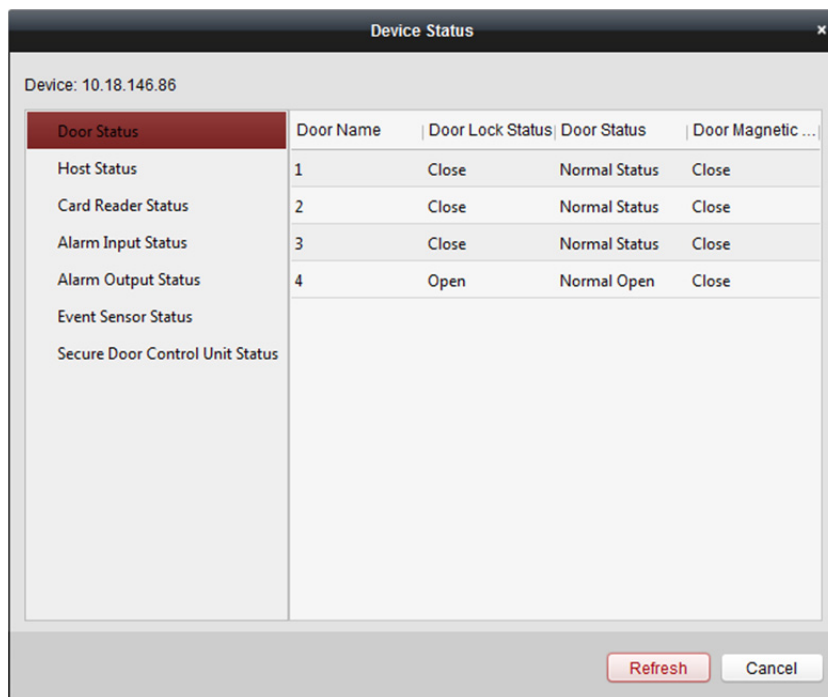 Device Status ×
Device: 10.18.146.86
Door Status
Host Status
Card Reader Status
Alarm Input Status
Alarm Output Status
Event Sensor Status
Secure Door Control Unit Status
Door Name Door Lock Status Door Status Door Magnetic ...
1 Close Normal Status Close
2 Close Normal Status Close
3 Close Normal Status Close
4 Open Normal Open Close
Refresh Cancel